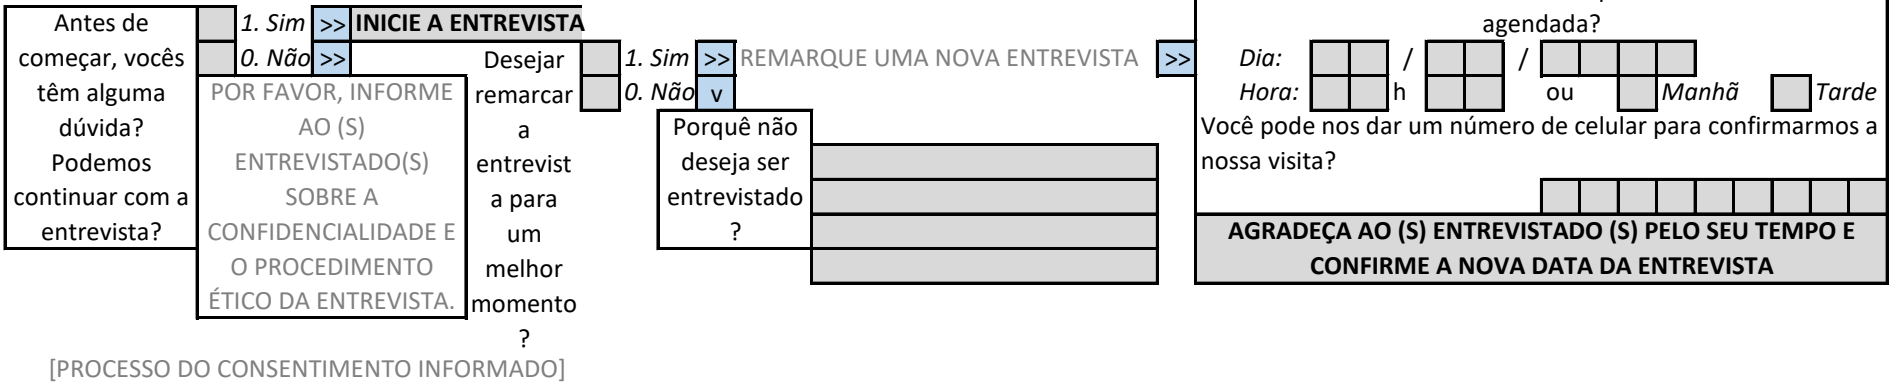 Antes de
começar, vocês
têm alguma
dúvida?
Podemos
continuar com a
entrevista?
1. Sim >> INICIE A ENTREVISTA
0. Não >>
POR FAVOR, INFORME
AO (S)
ENTREVISTADO(S)
SOBRE A
CONFIDENCIALIDADE E
O PROCEDIMENTO
ÉTICO DA ENTREVISTA.
Desejar
remarcar
a
entrevist
a para
um
melhor
momento
?
1. Sim >> REMARQUE UMA NOVA ENTREVISTA >>
0. Não v
Porquê não
deseja ser
entrevistado
?
agendada?
Dia: / /
Hora: h ou Manhã Tarde
Você pode nos dar um número de celular para confirmarmos a
nossa visita?
AGRADEÇA AO (S) ENTREVISTADO (S) PELO SEU TEMPO E
CONFIRME A NOVA DATA DA ENTREVISTA
[PROCESSO DO CONSENTIMENTO INFORMADO]